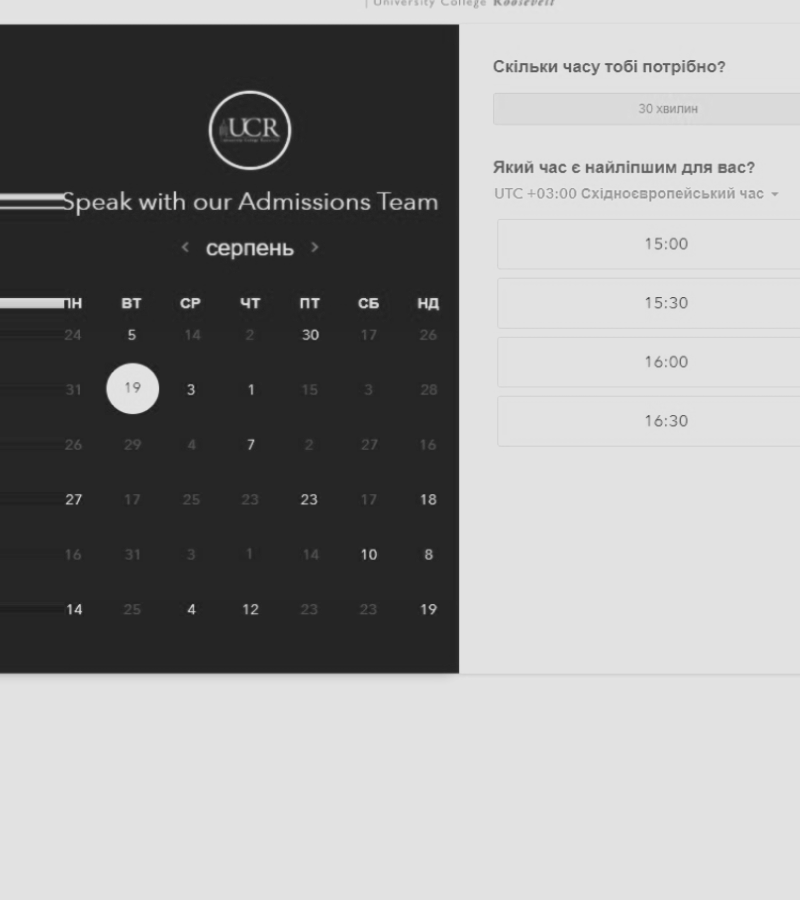 | University College Roosevelt
UCR
Speak with our Admissions Team
серпень
ПН ВТ СР ЧТ ПТ СБ НД
24 5 14 2 30 17 26
31 19 3 1 15 3 28
26 29 4 7 2 27 16
27 17 25 23 23 17 18
16 31 3 1 14 10 8
14 25 4 12 23 23 19
Скільки часу тобі потрібно?
30 хвилин
Який час є найліпшим для вас?
UTC +03:00 Східноєвропейський час
15:00
15:30
16:00
16:30